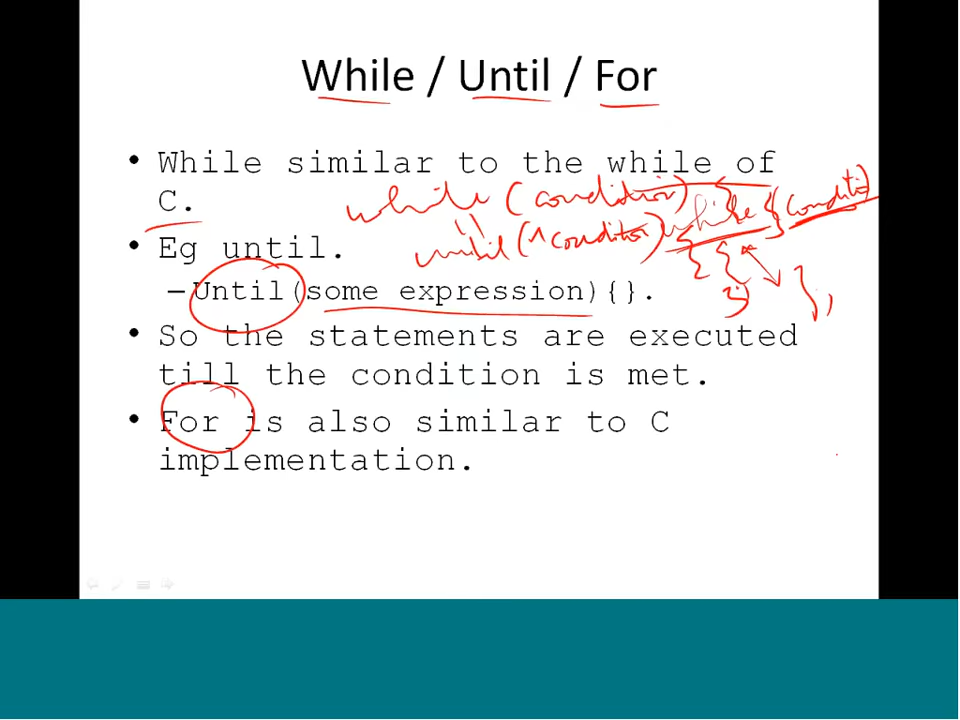 While / Until / For
• While similar to the while of
C.
while (condition) {}
while {condition}
• Eg until.
until (^condition)
– Until(some expression){}.
• So the statements are executed
till the condition is met.
• For is also similar to C
implementation.